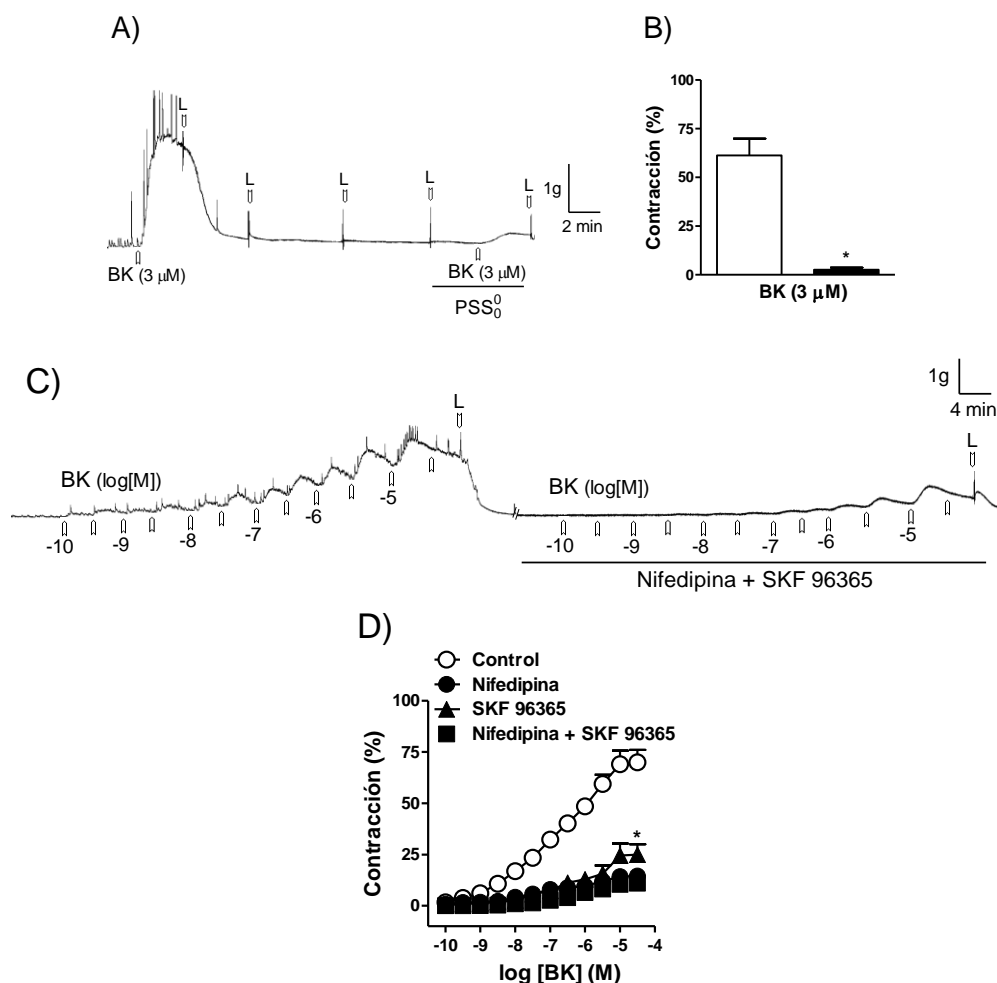 A)
L
L
L
L
L
1g
2 min
BK (3 μM)
BK (3 μM)
PSS⁰₀
B)
100
75
50
25
0
Contracción (%)
*
BK (3 μM)
C)
1g
4 min
L
L
BK (log[M])
-10
-9
-8
-7
-6
-5
BK (log[M])
-10
-9
-8
-7
-6
-5
Nifedipina + SKF 96365
D)
Control
Nifedipina
SKF 96365
Nifedipina + SKF 96365
100
75
50
25
0
Contracción (%)
*
-10 -9 -8 -7 -6 -5 -4
log [BK] (M)